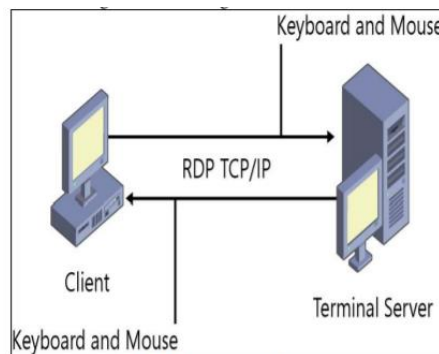 Keyboard and Mouse
RDP TCP/IP
Client
Terminal Server
Keyboard and Mouse